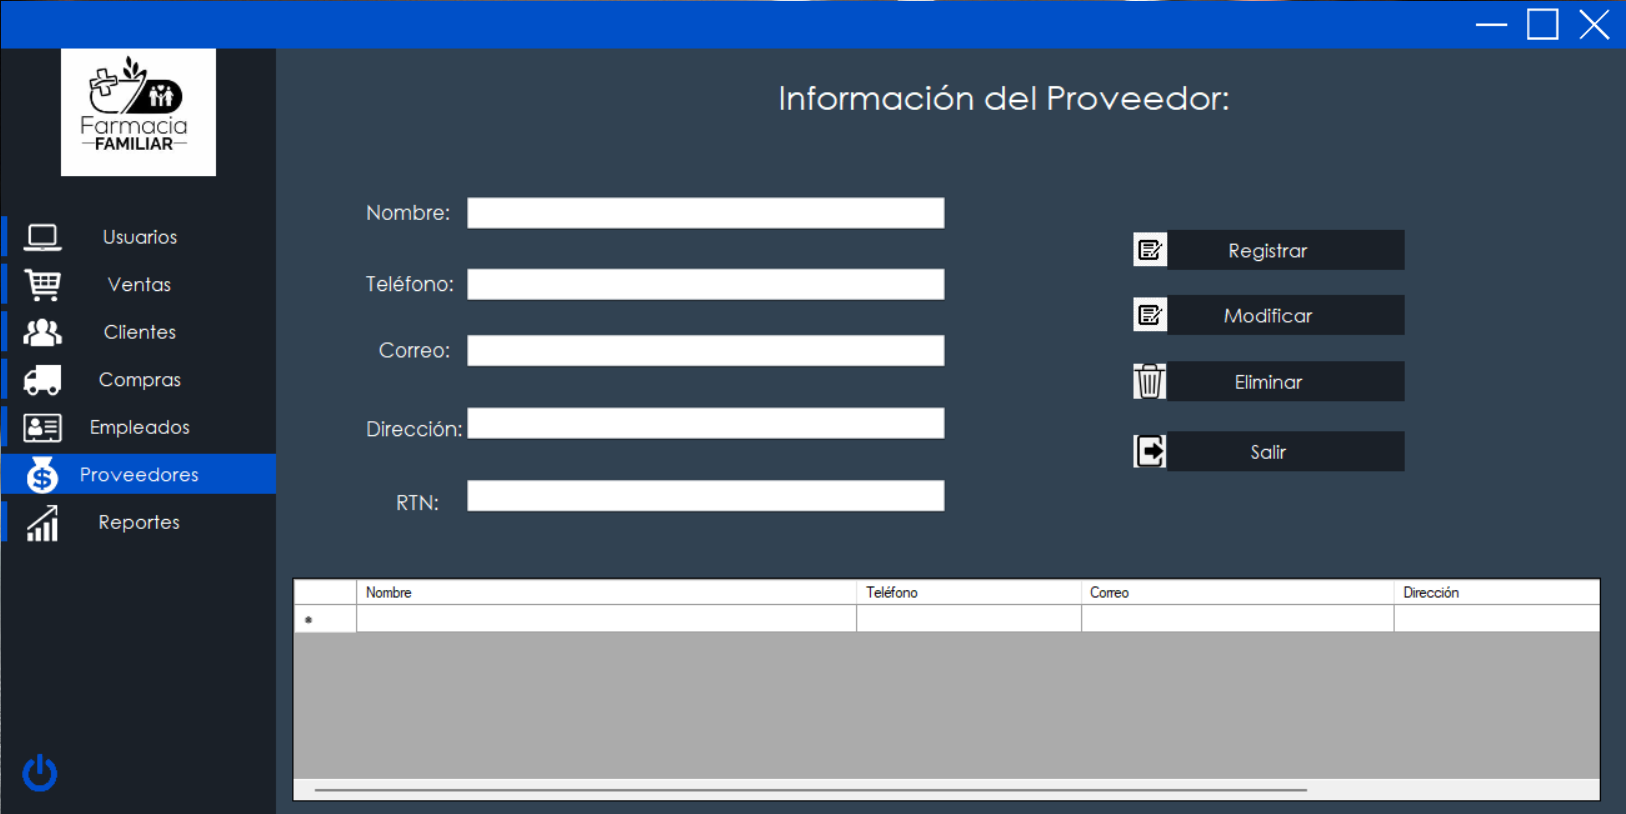 Farmacia
FAMILIAR
Usuarios
Ventas
Clientes
Compras
Empleados
Proveedores
Reportes
Información del Proveedor:
Nombre:
Teléfono:
Correo:
Dirección:
RTN:
Registrar
Modificar
Eliminar
Salir
Nombre Teléfono Correo Dirección